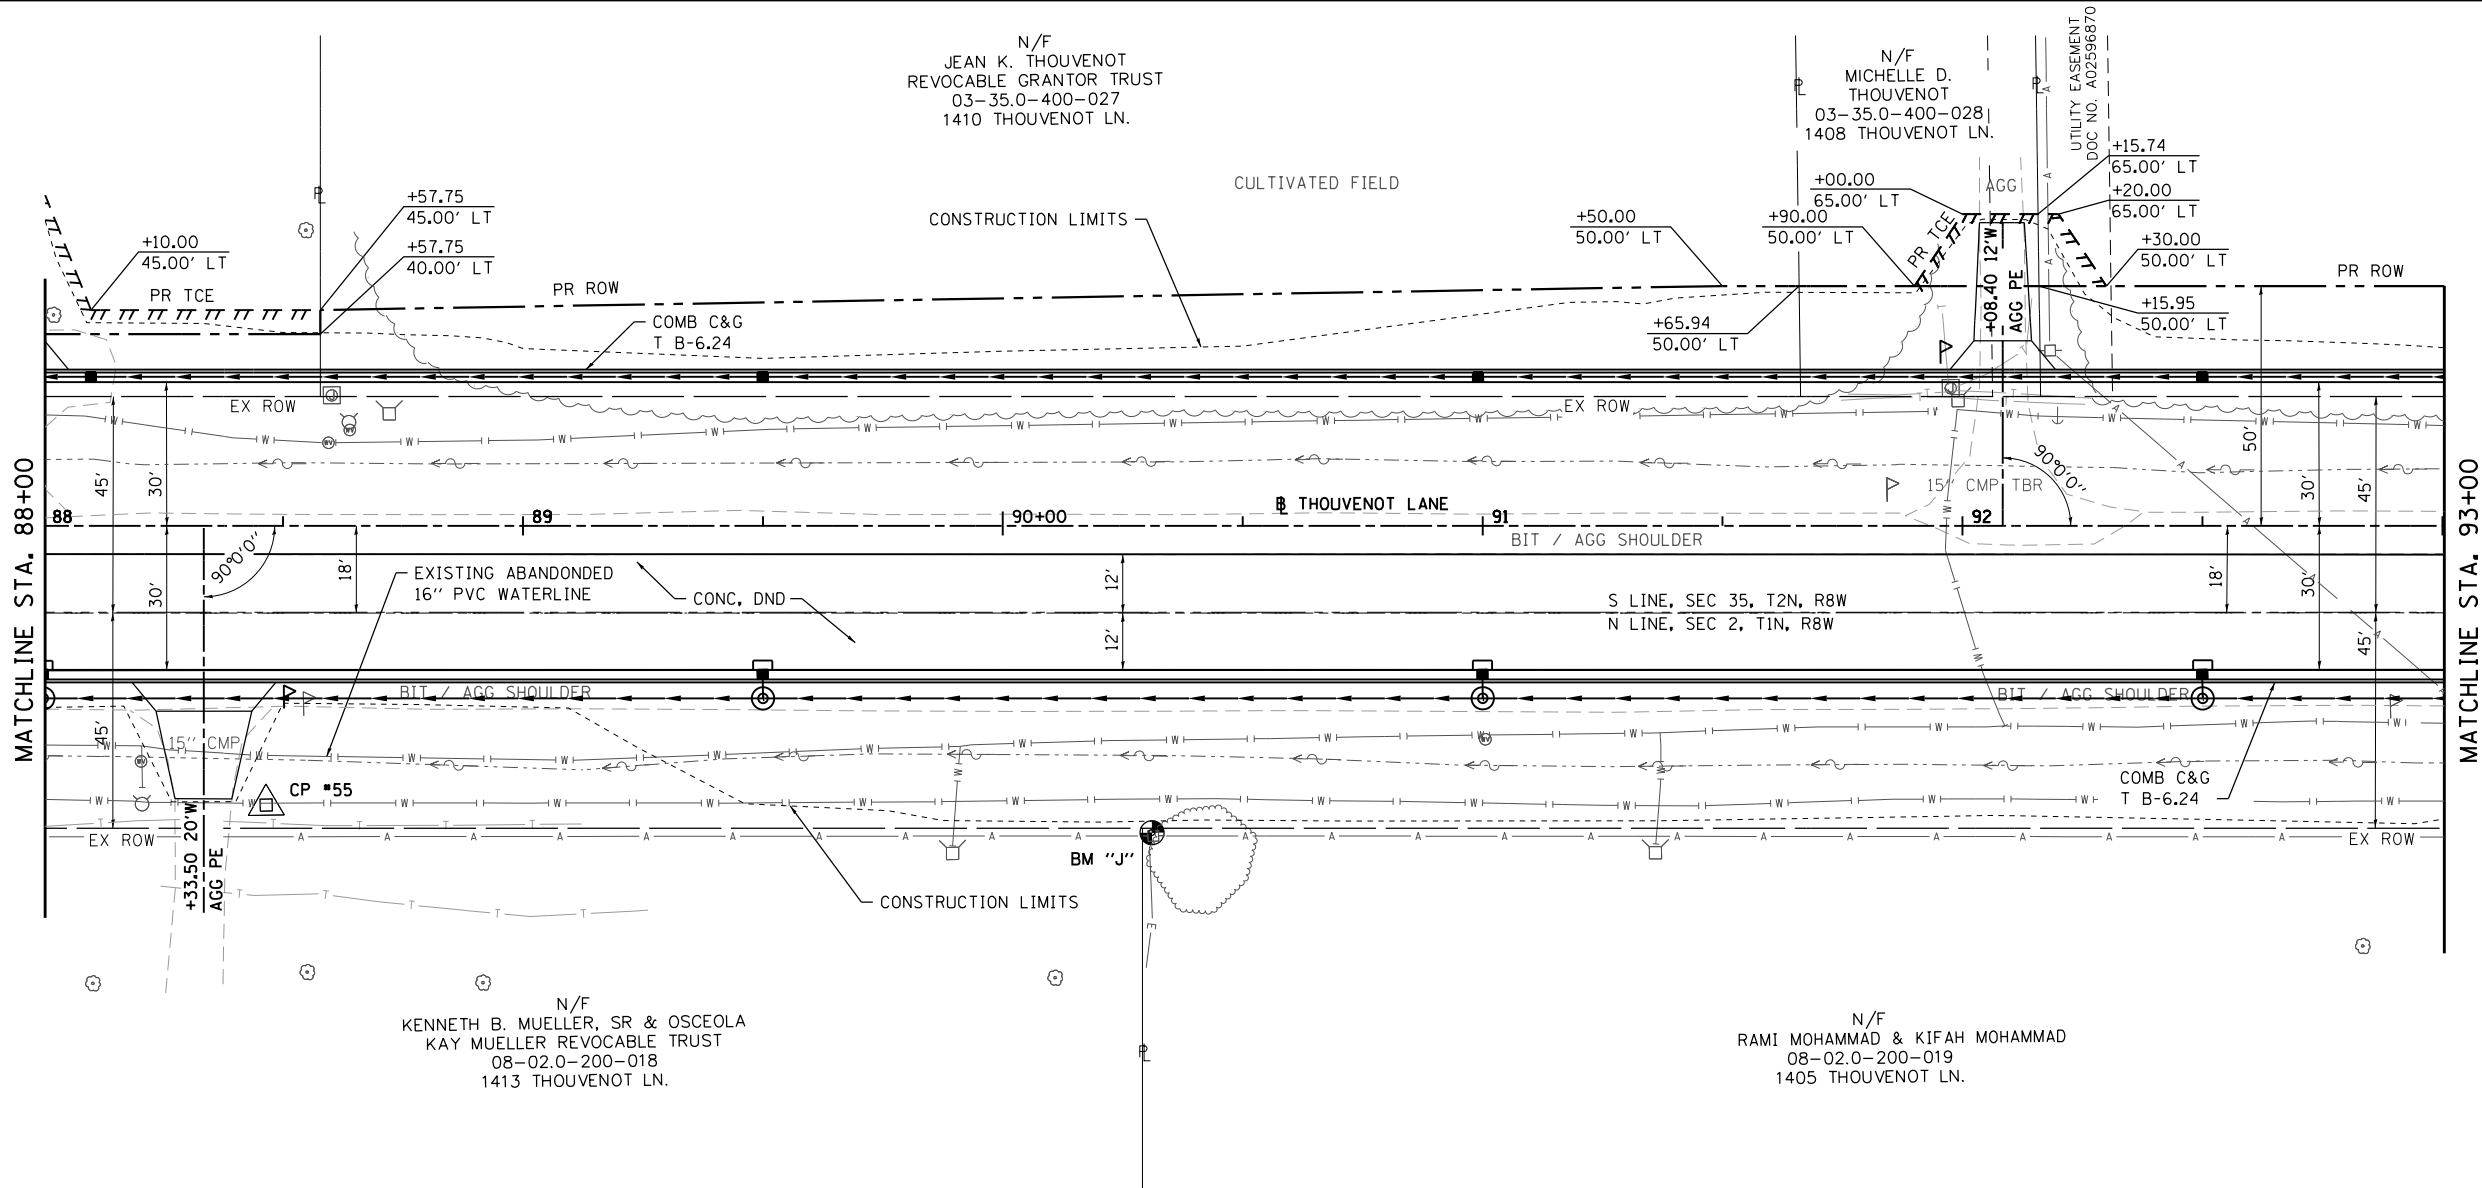 N/F
JEAN K. THOUVENOT
REVOCABLE GRANTOR TRUST
03-35.0-400-027
1410 THOUVENOT LN.
N/F
MICHELLE D.
THOUVENOT
03-35.0-400-028
1408 THOUVENOT LN.
UTILITY EASEMENT
DOC NO. A02596870
CULTIVATED FIELD
CONSTRUCTION LIMITS
+10.00
45.00' LT
+57.75
45.00' LT
+57.75
40.00' LT
+50.00
50.00' LT
+90.00
50.00' LT
+00.00
65.00' LT
+15.74
65.00' LT
+20.00
65.00' LT
+30.00
50.00' LT
+15.95
50.00' LT
+65.94
50.00' LT
AGG
PR TCE
PR TCE
PR ROW
PR ROW
COMB C&G
T B-6.24
+08.40 12'W
AGG PE
EX ROW
EX ROW
MATCHLINE STA. 88+00
MATCHLINE STA. 93+00
45'
30'
50'
30'
45'
90°0'0"
15" CMP TBR
88
89
90+00
91
92
℄ THOUVENOT LANE
BIT / AGG SHOULDER
90°0'0"
30'
18'
EXISTING ABANDONDED
16" PVC WATERLINE
CONC, DND
12'
12'
S LINE, SEC 35, T2N, R8W
N LINE, SEC 2, T1N, R8W
18'
30'
45'
45'
BIT / AGG SHOULDER
BIT / AGG SHOULDER
15" CMP
CP #55
+33.50 20'W
AGG PE
EX ROW
EX ROW
COMB C&G
T B-6.24
BM "J"
CONSTRUCTION LIMITS
N/F
KENNETH B. MUELLER, SR & OSCEOLA
KAY MUELLER REVOCABLE TRUST
08-02.0-200-018
1413 THOUVENOT LN.
N/F
RAMI MOHAMMAD & KIFAH MOHAMMAD
08-02.0-200-019
1405 THOUVENOT LN.